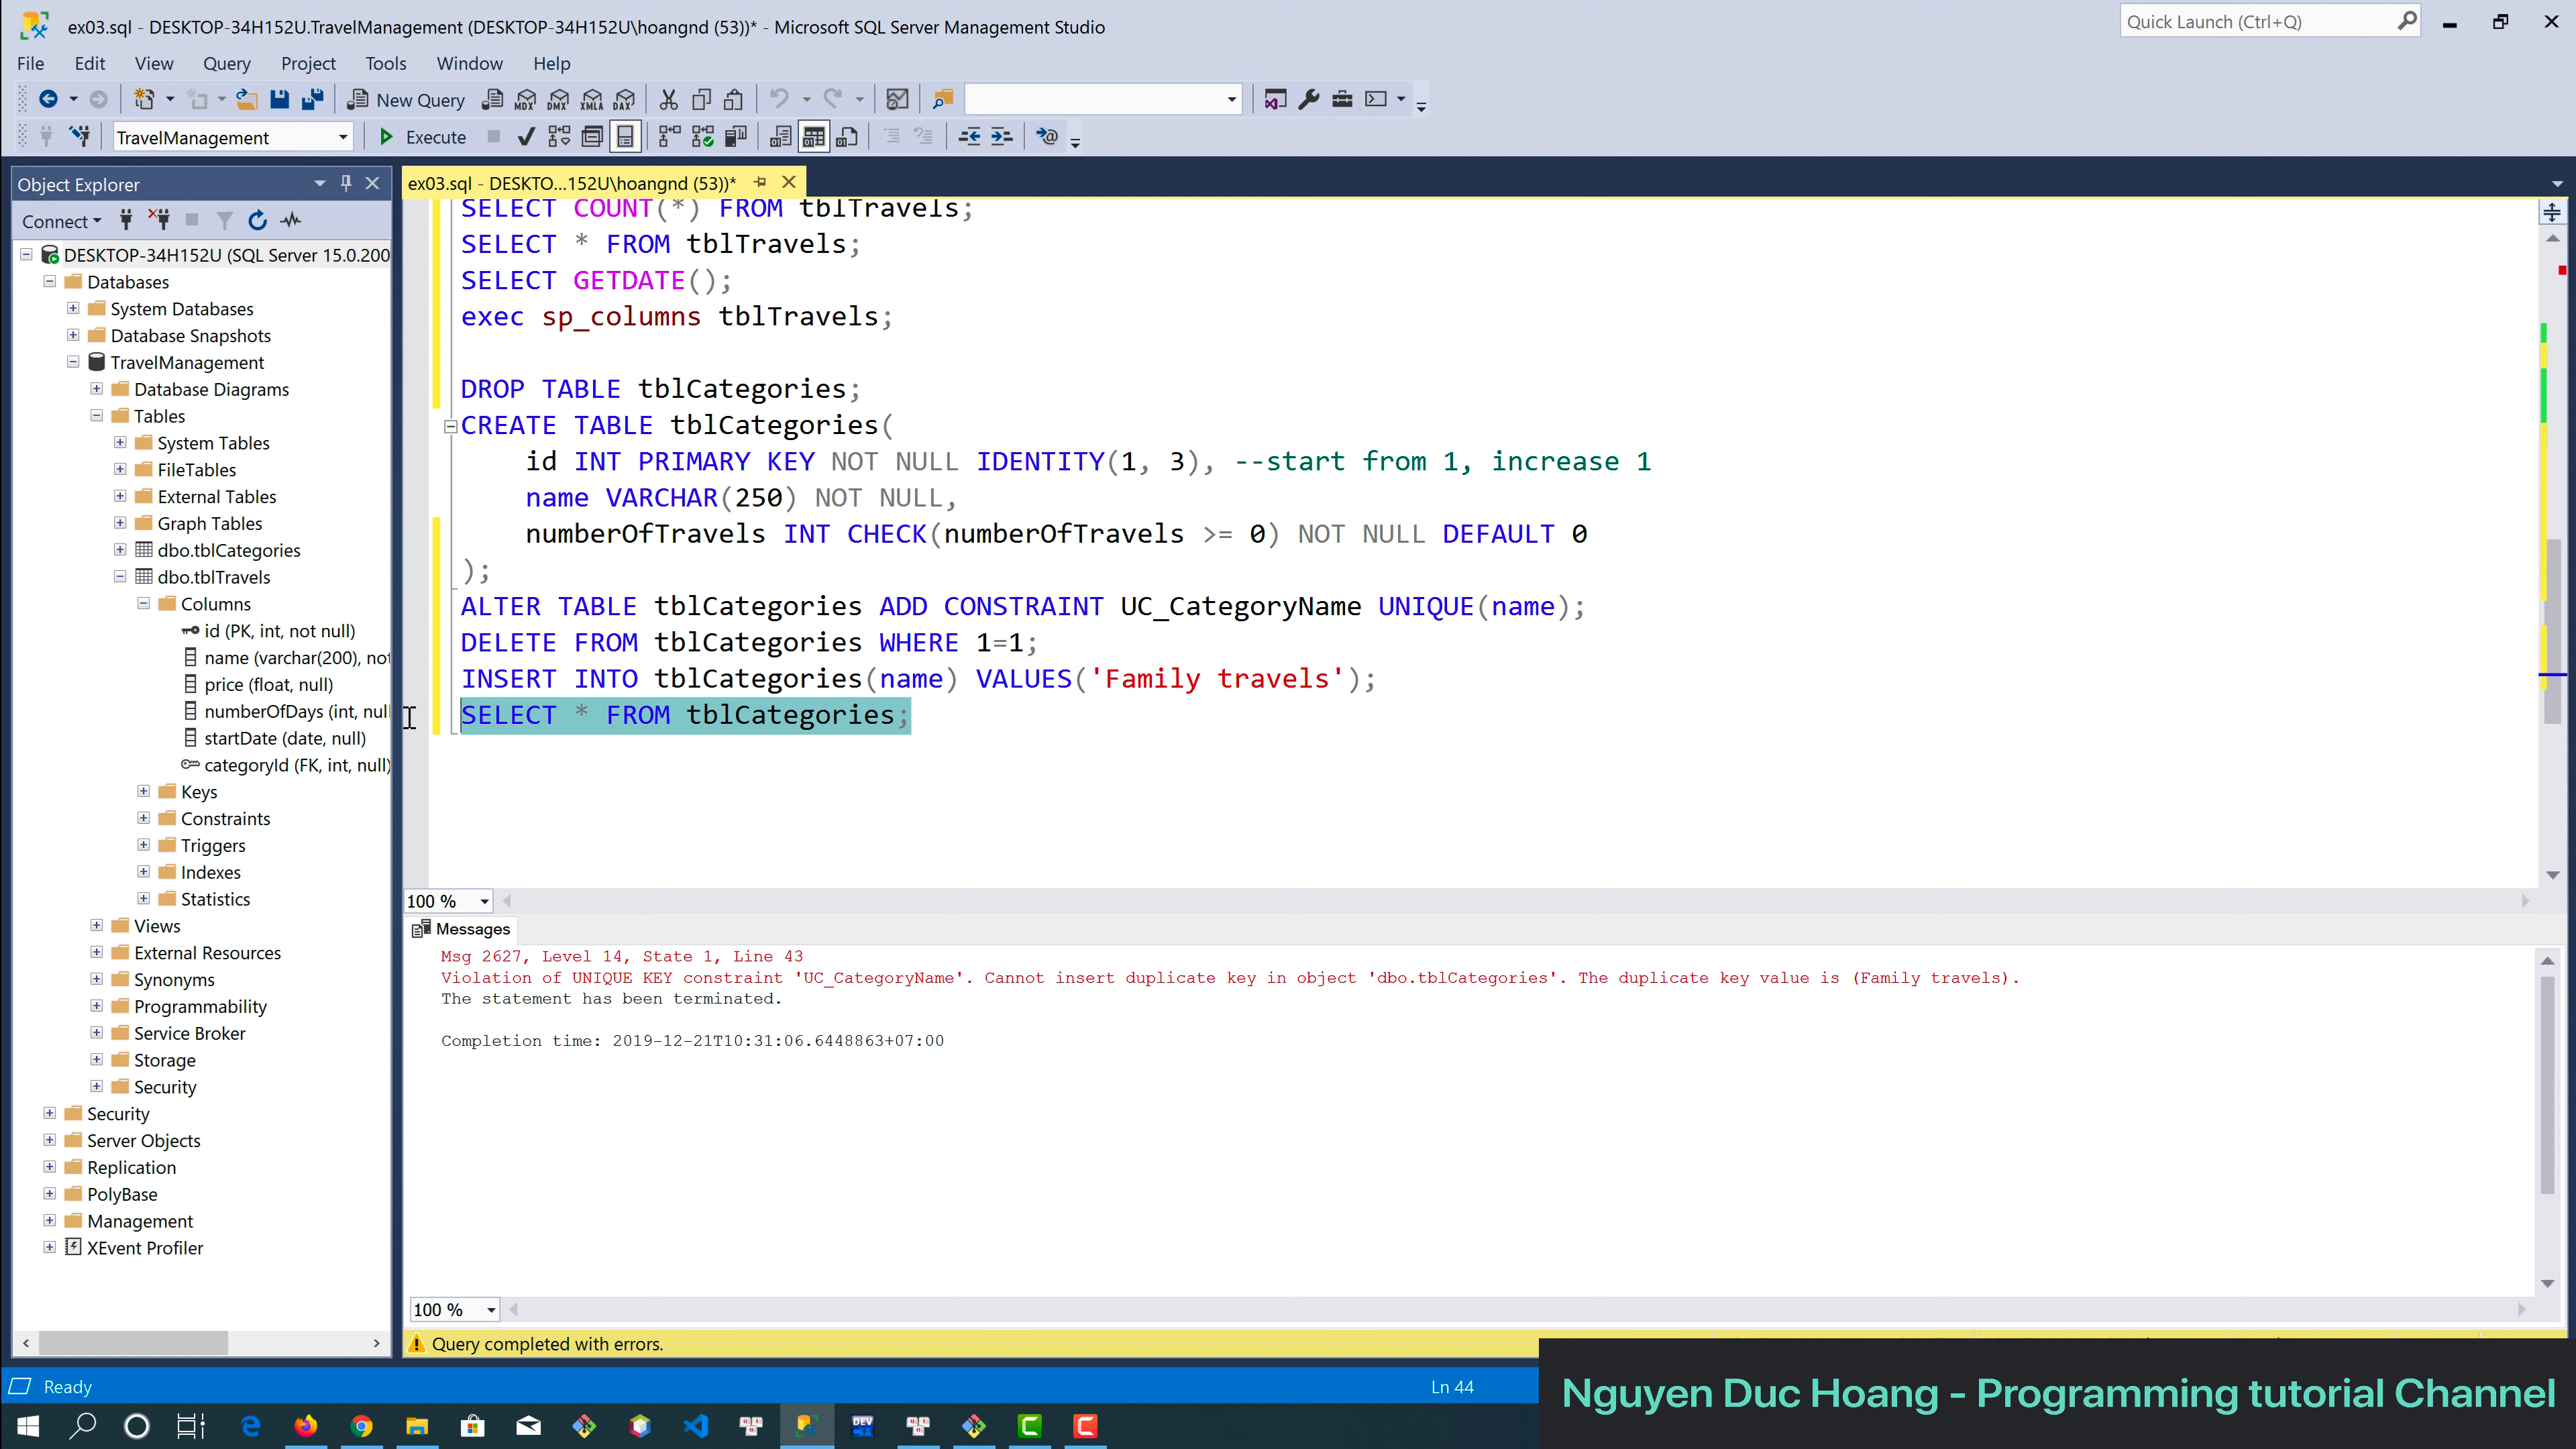 ex03.sql - DESKTOP-34H152U.TravelManagement (DESKTOP-34H152U\hoangnd (53))* - Microsoft SQL Server Management Studio
Quick Launch (Ctrl+Q)
File Edit View Query Project Tools Window Help
New Query MDX DMX XMLA DAX
TravelManagement Execute
Object Explorer
ex03.sql - DESKTO...152U\hoangnd (53))*
Connect
DESKTOP-34H152U (SQL Server 15.0.200
Databases
System Databases
Database Snapshots
TravelManagement
Database Diagrams
Tables
System Tables
FileTables
External Tables
Graph Tables
dbo.tblCategories
dbo.tblTravels
Columns
id (PK, int, not null)
name (varchar(200), not
price (float, null)
numberOfDays (int, null
startDate (date, null)
categoryId (FK, int, null)
Keys
Constraints
Triggers
Indexes
Statistics
Views
External Resources
Synonyms
Programmability
Service Broker
Storage
Security
Security
Server Objects
Replication
PolyBase
Management
XEvent Profiler
SELECT COUNT(*) FROM tblTravels;
SELECT * FROM tblTravels;
SELECT GETDATE();
exec sp_columns tblTravels;
DROP TABLE tblCategories;
CREATE TABLE tblCategories(
id INT PRIMARY KEY NOT NULL IDENTITY(1, 3), --start from 1, increase 1
name VARCHAR(250) NOT NULL,
numberOfTravels INT CHECK(numberOfTravels >= 0) NOT NULL DEFAULT 0
);
ALTER TABLE tblCategories ADD CONSTRAINT UC_CategoryName UNIQUE(name);
DELETE FROM tblCategories WHERE 1=1;
INSERT INTO tblCategories(name) VALUES('Family travels');
SELECT * FROM tblCategories;
100 %
Messages
Msg 2627, Level 14, State 1, Line 43
Violation of UNIQUE KEY constraint 'UC_CategoryName'. Cannot insert duplicate key in object 'dbo.tblCategories'. The duplicate key value is (Family travels).
The statement has been terminated.
Completion time: 2019-12-21T10:31:06.6448863+07:00
100 %
Query completed with errors.
Ready
Ln 44
Nguyen Duc Hoang - Programming tutorial Channel
DEV